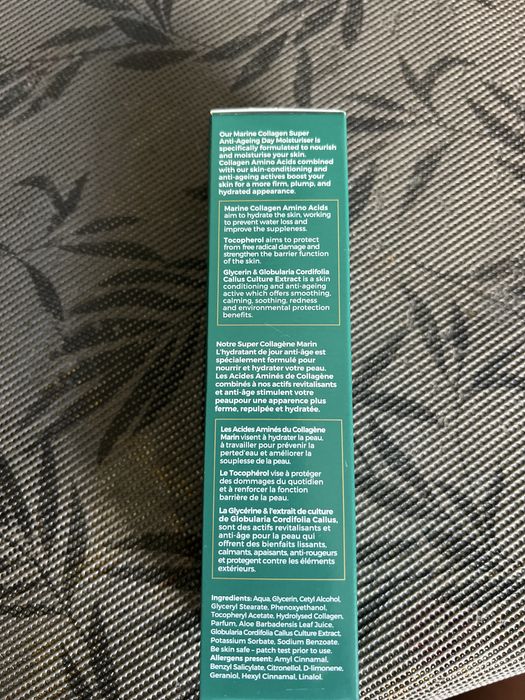 Our Marine Collagen Super
Anti-Ageing Day Moisturiser is
specifically formulated to nourish
and moisturise your skin.
Collagen Amino Acids combined
with our skin-conditioning and
anti-ageing actives boost your
skin for a more firm, plump, and
hydrated appearance.
Marine Collagen Amino Acids
aim to hydrate the skin, working
to prevent water loss and
improve the suppleness.
Tocopherol aims to protect
from free radical damage and
strengthen the barrier function
of the skin.
Glycerin & Globularia Cordifolia
Callus Culture Extract is a skin
conditioning and anti-ageing
active which offers smoothing,
calming, soothing, redness
and environmental protection
benefits.
Notre Super Collagène Marin
L'hydratant de jour anti-âge est
spécialement formulé pour
nourrir et hydrater votre peau.
Les Acides Aminés de Collagène
combinés à nos actifs revitalisants
et anti-âge stimulent votre
peaupour une apparence plus
ferme, repulpée et hydratée.
Les Acides Aminés du Collagène
Marin visent à hydrater la peau,
à travailler pour prévenir la
perted'eau et améliorer la
souplesse de la peau.
Le Tocophérol vise à protéger
des dommages du quotidien
et à renforcer la fonction
barrière de la peau.
La Glycérine & l'extrait de culture
de Globularia Cordifolia Callus,
sont des actifs revitalisants et
anti-âge pour la peau qui
offrent des bienfaits lissants,
calmants, apaisants, anti-rougeurs
et protegent contre les éléments
extérieurs.
Ingredients: Aqua, Glycerin, Cetyl Alcohol,
Glyceryl Stearate, Phenoxyethanol,
Tocopheryl Acetate, Hydrolysed Collagen,
Parfum, Aloe Barbadensis Leaf Juice,
Globularia Cordifolia Callus Culture Extract,
Potassium Sorbate, Sodium Benzoate.
Be skin safe – patch test prior to use.
Allergens present: Amyl Cinnamal,
Benzyl Salicylate, Citronellol, D-limonene,
Geraniol, Hexyl Cinnamal, Linalol.